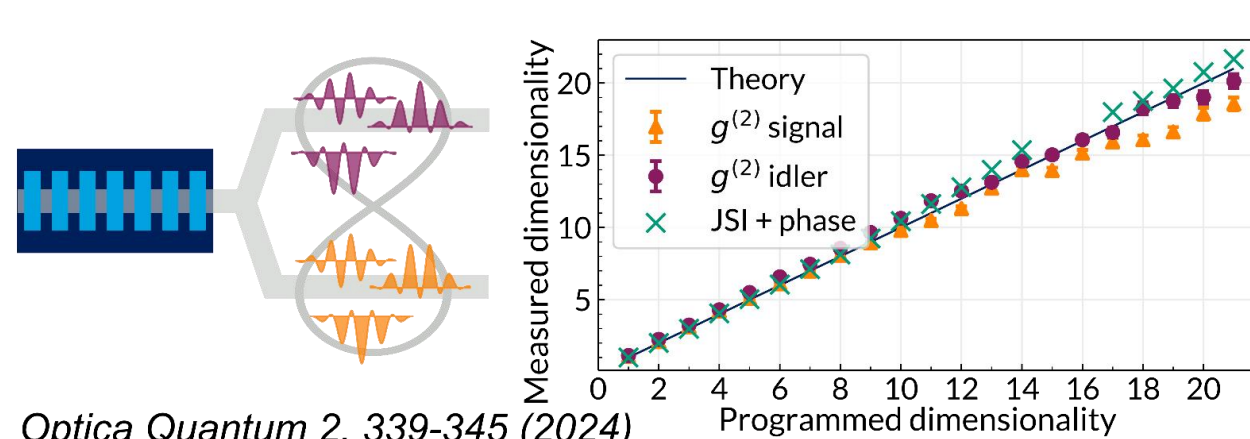 Measured dimensionality
20
15
10
5
Theory
g(2) signal
g(2) idler
JSI + phase
0 2 4 6 8 10 12 14 16 18 20
Programmed dimensionality
Optica Quantum 2, 339-345 (2024)